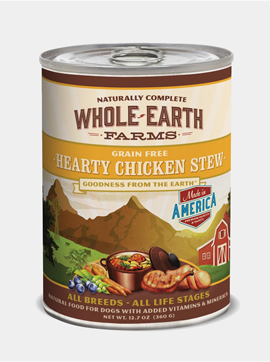 NATURALLY COMPLETE
WHOLE-EARTH
FARMS
GRAIN FREE
HEARTY CHICKEN STEW
GOODNESS FROM THE EARTH
Made in
AMERICA
ALL BREEDS - ALL LIFE STAGES
NATURAL FOOD FOR DOGS WITH ADDED VITAMINS & MINERALS
NET WT. 12.7 OZ (360 G)